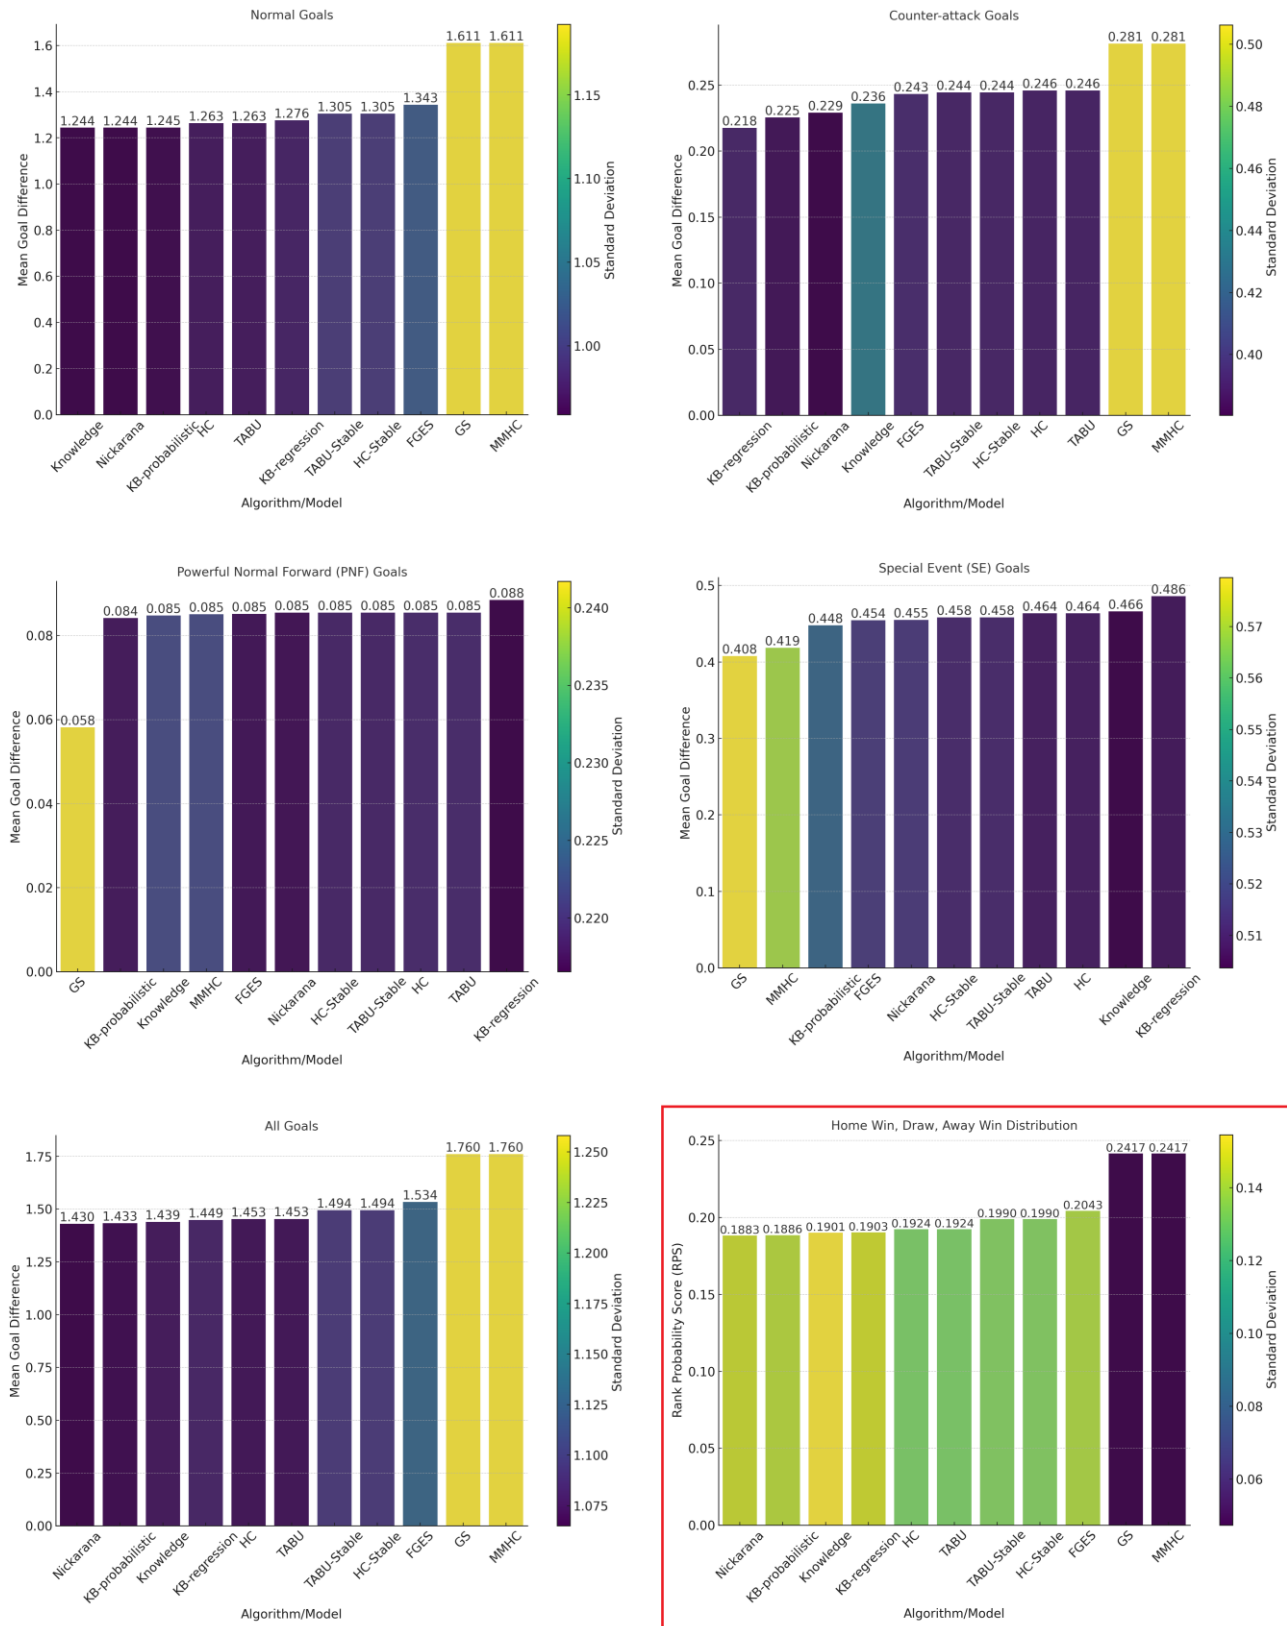 Normal Goals
Mean Goal Difference
1.6
1.4
1.2
1.0
0.8
0.6
0.4
0.2
0.0
1.244
1.244
1.245
1.263
1.263
1.276
1.305
1.305
1.343
1.611
1.611
Knowledge
Nickarana
KB-probabilistic
HC
TABU
KB-regression
TABU-Stable
HC-Stable
FGES
GS
MMHC
Algorithm/Model
1.15
1.10
1.05
1.00
Standard Deviation
Counter-attack Goals
Mean Goal Difference
0.25
0.20
0.15
0.10
0.05
0.00
0.218
0.225
0.229
0.236
0.243
0.244
0.244
0.246
0.246
0.281
0.281
KB-regression
KB-probabilistic
Nickarana
Knowledge
FGES
TABU-Stable
HC-Stable
HC
TABU
GS
MMHC
Algorithm/Model
0.50
0.48
0.46
0.44
0.42
0.40
Standard Deviation
Powerful Normal Forward (PNF) Goals
Mean Goal Difference
0.08
0.06
0.04
0.02
0.00
0.058
0.084
0.085
0.085
0.085
0.085
0.085
0.085
0.085
0.085
0.088
GS
KB-probabilistic
Knowledge
MMHC
FGES
Nickarana
HC-Stable
TABU-Stable
HC
TABU
KB-regression
Algorithm/Model
0.240
0.235
0.230
0.225
0.220
Standard Deviation
Special Event (SE) Goals
Mean Goal Difference
0.5
0.4
0.3
0.2
0.1
0.0
0.408
0.419
0.448
0.454
0.455
0.458
0.458
0.464
0.464
0.466
0.486
GS
MMHC
KB-probabilistic
FGES
Nickarana
HC-Stable
TABU-Stable
TABU
HC
Knowledge
KB-regression
Algorithm/Model
0.57
0.56
0.55
0.54
0.53
0.52
0.51
Standard Deviation
All Goals
Mean Goal Difference
1.75
1.50
1.25
1.00
0.75
0.50
0.25
0.00
1.430
1.433
1.439
1.449
1.453
1.453
1.494
1.494
1.534
1.760
1.760
Nickarana
KB-probabilistic
Knowledge
KB-regression
HC
TABU
TABU-Stable
HC-Stable
FGES
GS
MMHC
Algorithm/Model
1.250
1.225
1.200
1.175
1.150
1.125
1.100
1.075
Standard Deviation
Home Win, Draw, Away Win Distribution
Rank Probability Score (RPS)
0.25
0.20
0.15
0.10
0.05
0.00
0.1883
0.1886
0.1901
0.1903
0.1924
0.1924
0.1990
0.1990
0.2043
0.2417
0.2417
Nickarana
KB-probabilistic
Knowledge
KB-regression
HC
TABU
TABU-Stable
HC-Stable
FGES
GS
MMHC
Algorithm/Model
0.14
0.12
0.10
0.08
0.06
Standard Deviation